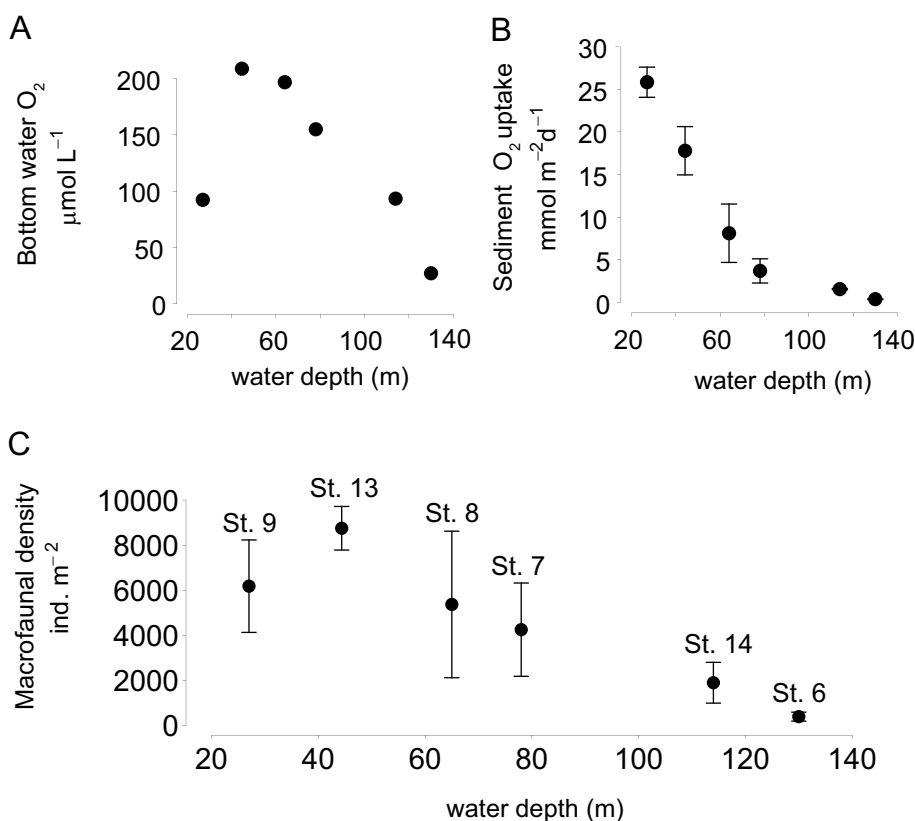 A
Bottom water O₂
μmol L⁻¹
200
150
100
50
0
20
60
100
140
water depth (m)
B
Sediment O₂ uptake
mmol m⁻²d⁻¹
30
25
20
15
10
5
0
20
60
100
140
water depth (m)
C
Macrofaunal density
ind. m⁻²
10000
8000
6000
4000
2000
0
St. 9
St. 13
St. 8
St. 7
St. 14
St. 6
20
40
60
80
100
120
140
water depth (m)